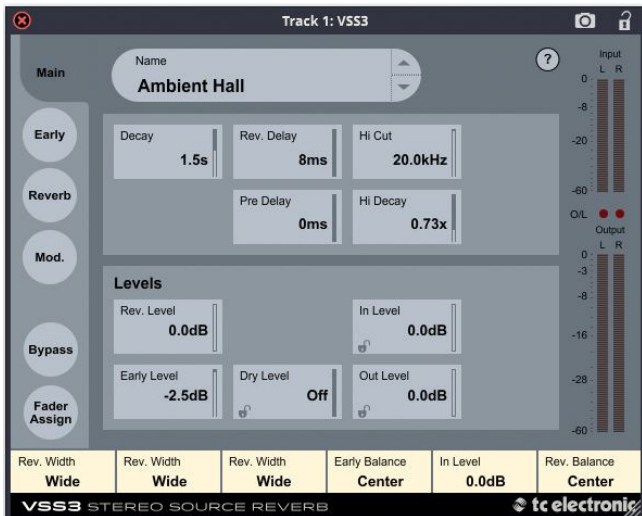 Track 1: VSS3
Main
Name
Ambient Hall
?
Input
L R
0
-8
-20
-60
O/L
Output
L R
0
-3
-8
-16
-28
-60
Early
Reverb
Mod.
Bypass
Fader
Assign
Decay
1.5s
Rev. Delay
8ms
Hi Cut
20.0kHz
Pre Delay
0ms
Hi Decay
0.73x
Levels
Rev. Level
0.0dB
In Level
0.0dB
Early Level
-2.5dB
Dry Level
Off
Out Level
0.0dB
Rev. Width
Wide
Rev. Width
Wide
Rev. Width
Wide
Early Balance
Center
In Level
0.0dB
Rev. Balance
Center
VSS3 STEREO SOURCE REVERB
tc electronic